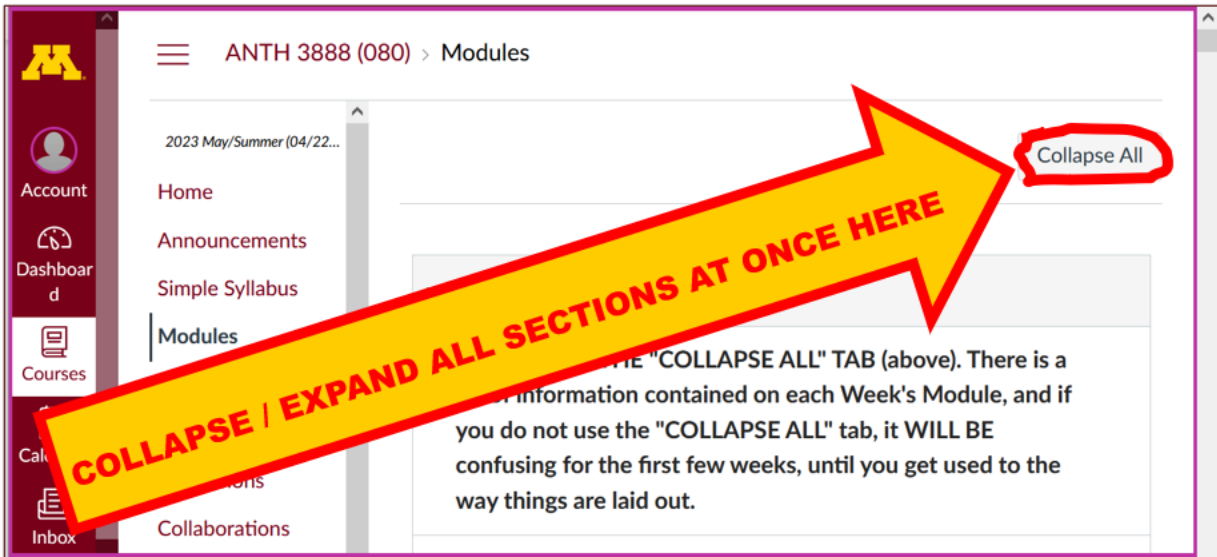 M
ANTH 3888 (080) > Modules
Account
Dashboar
d
Courses
Inbox
2023 May/Summer (04/22...
Home
Announcements
Simple Syllabus
Modules
Collaborations
Collapse All
COLLAPSE / EXPAND ALL SECTIONS AT ONCE HERE
"COLLAPSE ALL" TAB (above). There is a
information contained on each Week's Module, and if
you do not use the "COLLAPSE ALL" tab, it WILL BE
confusing for the first few weeks, until you get used to the
way things are laid out.